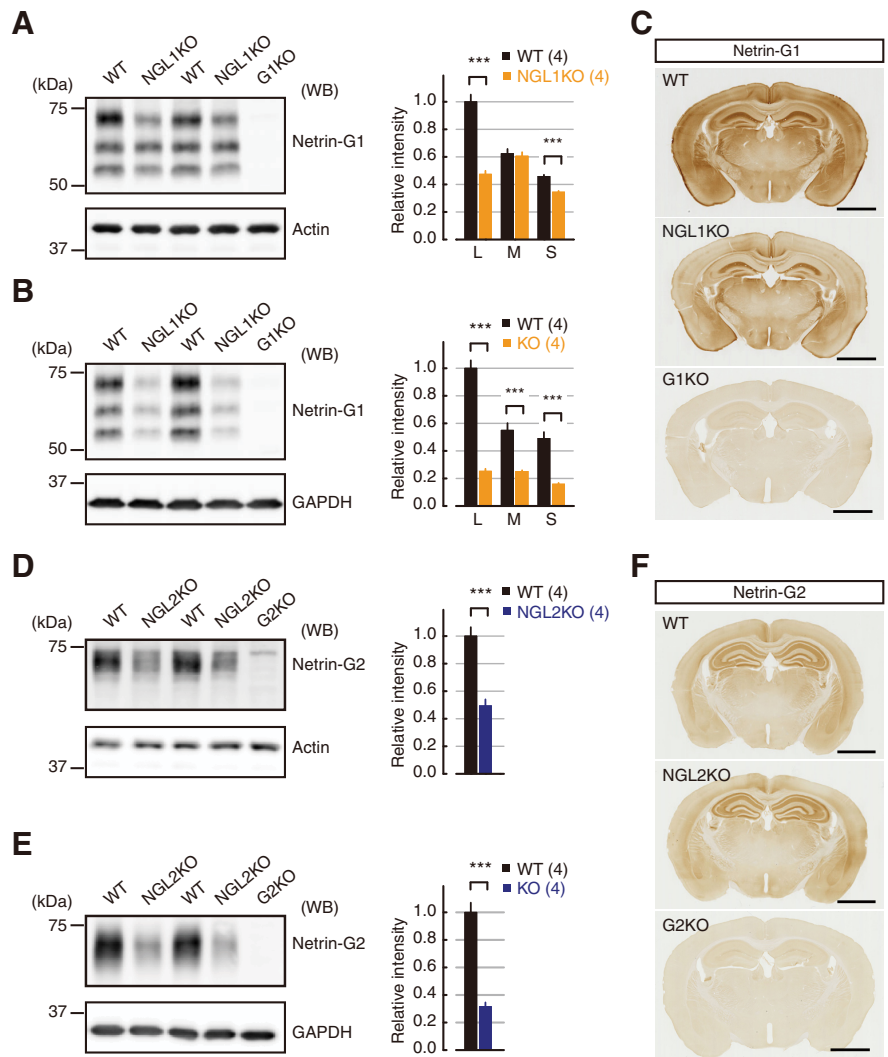 A
(kDa)
WT
NGL1KO
WT
NGL1KO
G1KO
(WB)
75
50
Netrin-G1
37
Actin
WT (4)
NGL1KO (4)
***
***
Relative intensity
1.0
0.8
0.6
0.4
0.2
0.0
L M S
B
(kDa)
WT
NGL1KO
WT
NGL1KO
G1KO
(WB)
75
50
Netrin-G1
37
GAPDH
WT (4)
KO (4)
***
***
***
Relative intensity
1.0
0.8
0.6
0.4
0.2
0.0
L M S
C
Netrin-G1
WT
NGL1KO
G1KO
D
(kDa)
WT
NGL2KO
WT
NGL2KO
G2KO
(WB)
75
Netrin-G2
37
Actin
WT (4)
NGL2KO (4)
***
Relative intensity
1.0
0.8
0.6
0.4
0.2
0.0
E
(kDa)
WT
NGL2KO
WT
NGL2KO
G2KO
(WB)
75
Netrin-G2
37
GAPDH
WT (4)
KO (4)
***
Relative intensity
1.0
0.8
0.6
0.4
0.2
0.0
F
Netrin-G2
WT
NGL2KO
G2KO